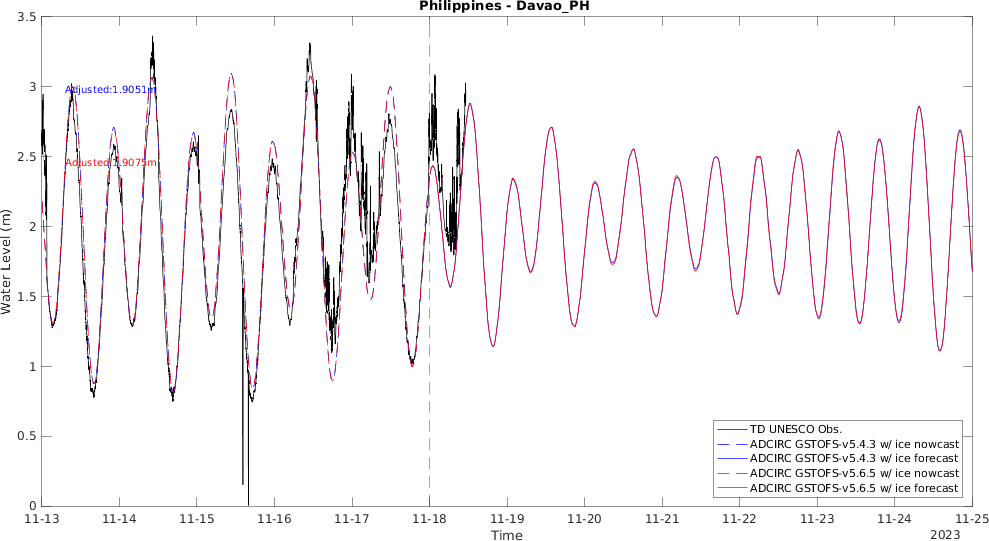 Philippines - Davao_PH
3.5
3
2.5
2
1.5
1
0.5
0
Water Level (m)
Adjusted:1.9051m
Adjusted:1.9075m
TD UNESCO Obs.
ADCIRC GSTOFS-v5.4.3 w/ ice nowcast
ADCIRC GSTOFS-v5.4.3 w/ ice forecast
ADCIRC GSTOFS-v5.6.5 w/ ice nowcast
ADCIRC GSTOFS-v5.6.5 w/ ice forecast
11-13 11-14 11-15 11-16 11-17 11-18 11-19 11-20 11-21 11-22 11-23 11-24 11-25
Time
2023